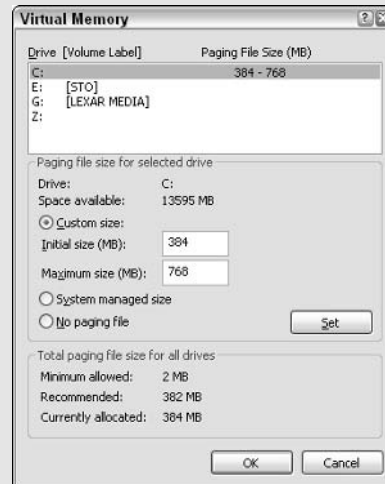 Virtual Memory
Drive [Volume Label] Paging File Size (MB)
C: 384 - 768
E: [STO]
G: [LEXAR MEDIA]
Z:
Paging file size for selected drive
Drive: C:
Space available: 13595 MB
Custom size:
Initial size (MB): 384
Maximum size (MB): 768
System managed size
No paging file
Set
Total paging file size for all drives
Minimum allowed: 2 MB
Recommended: 382 MB
Currently allocated: 384 MB
OK Cancel